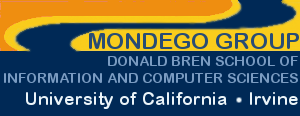 MONDEGO GROUP
DONALD BREN SCHOOL OF
INFORMATION AND COMPUTER SCIENCES
University of California • Irvine